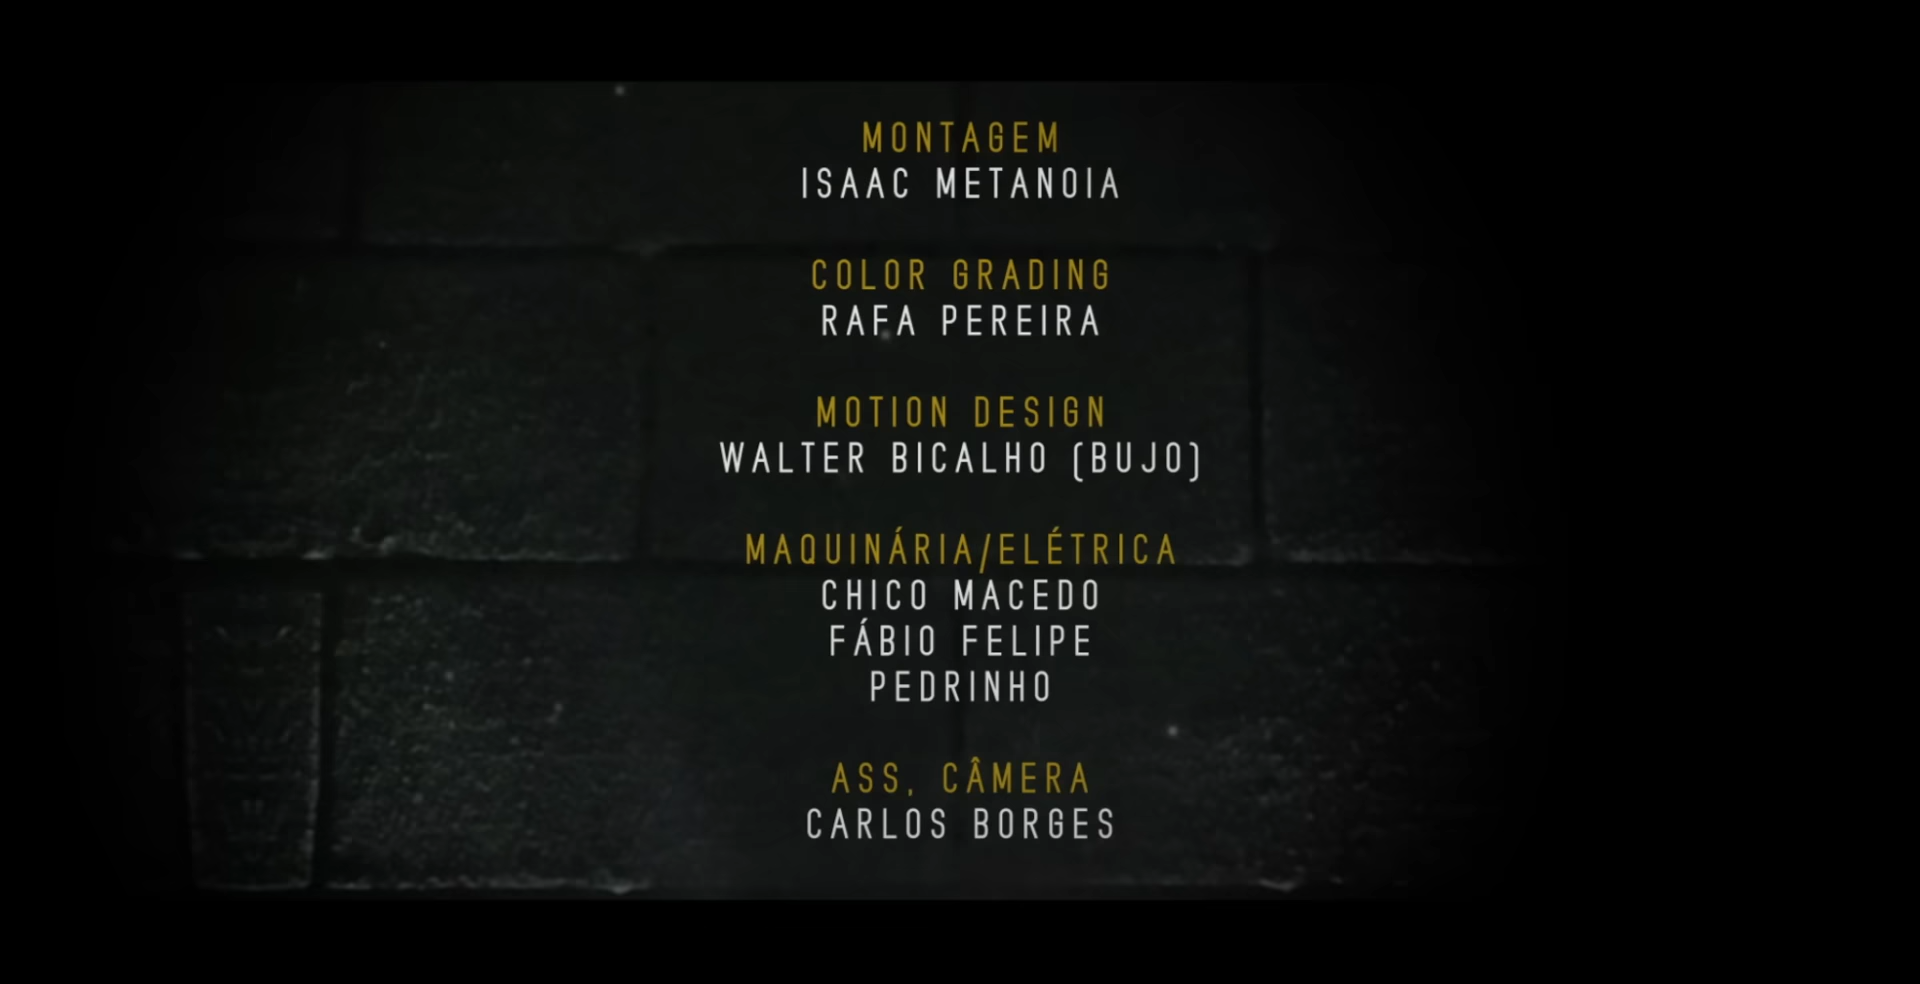 MONTAGEM
ISAAC METANOIA
COLOR GRADING
RAFA PEREIRA
MOTION DESIGN
WALTER BICALHO (BUJO)
MAQUINÁRIA/ELÉTRICA
CHICO MACEDO
FÁBIO FELIPE
PEDRINHO
ASS, CÂMERA
CARLOS BORGES